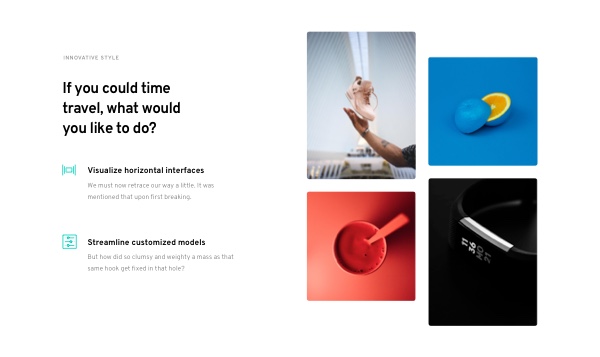 INNOVATIVE STYLE
If you could time
travel, what would
you like to do?
Visualize horizontal interfaces
We must now retrace our way a little. It was
mentioned that upon first breaking.
Streamline customized models
But how did so clumsy and weighty a mass as that
same hook get fixed in that hole?
11
36
MO
21